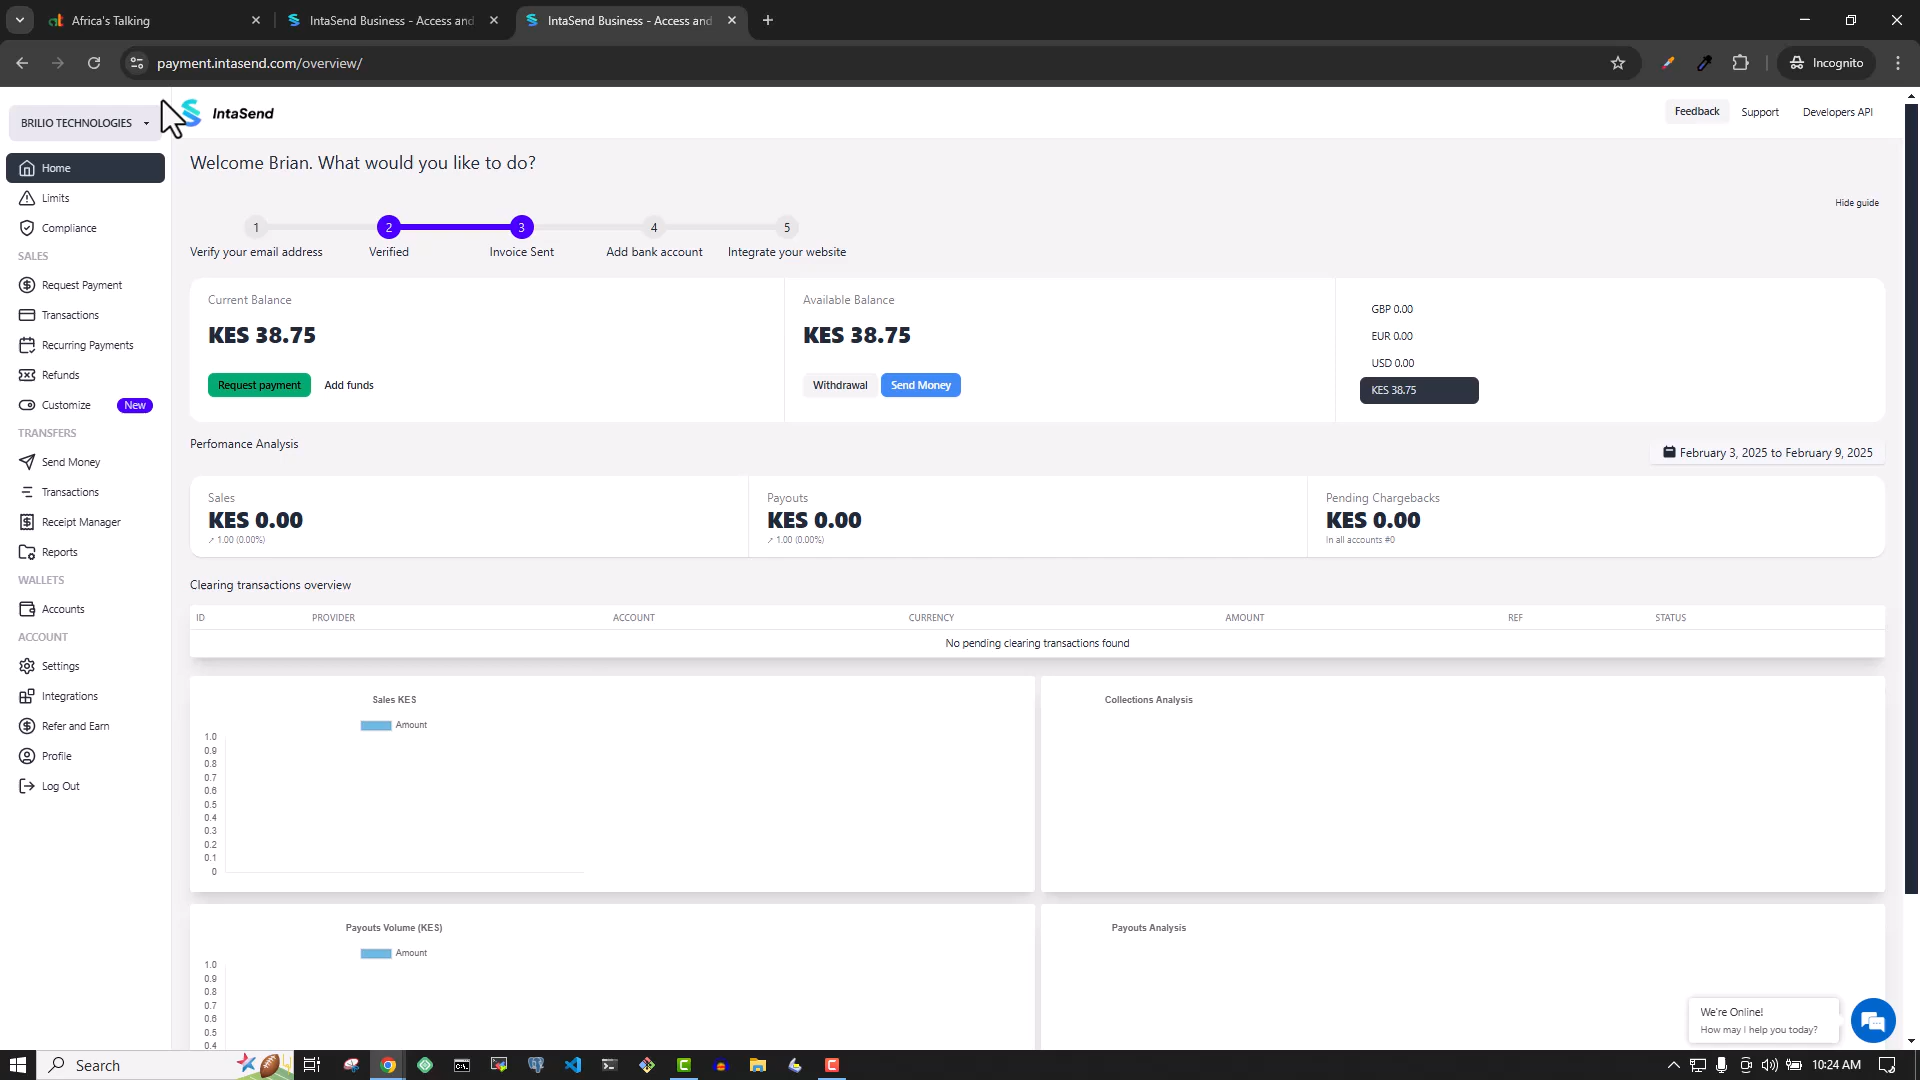 Africa's Talking
IntaSend Business - Access and
IntaSend Business - Access and
payment.intasend.com/overview/
Incognito
BRILIO TECHNOLOGIES
IntaSend
Feedback
Support
Developers API
Home
Limits
Compliance
SALES
Request Payment
Transactions
Recurring Payments
Refunds
Customize
New
TRANSFERS
Send Money
Transactions
Receipt Manager
Reports
WALLETS
Accounts
ACCOUNT
Settings
Integrations
Refer and Earn
Profile
Log Out
Welcome Brian. What would you like to do?
Hide guide
1
2
3
4
5
Verify your email address
Verified
Invoice Sent
Add bank account
Integrate your website
Current Balance
KES 38.75
Request payment
Add funds
Available Balance
KES 38.75
Withdrawal
Send Money
GBP 0.00
EUR 0.00
USD 0.00
KES 38.75
Perfomance Analysis
February 3, 2025 to February 9, 2025
Sales
KES 0.00
↗ 1.00 (0.00%)
Payouts
KES 0.00
↗ 1.00 (0.00%)
Pending Chargebacks
KES 0.00
In all accounts #0
Clearing transactions overview
ID PROVIDER ACCOUNT CURRENCY AMOUNT REF STATUS
No pending clearing transactions found
Sales KES
Amount
1.0
0.9
0.8
0.7
0.6
0.5
0.4
0.3
0.2
0.1
0
Collections Analysis
Payouts Volume (KES)
Amount
1.0
0.9
0.8
0.7
0.6
0.5
0.4
Payouts Analysis
We're Online!
How may I help you today?
Search
10:24 AM